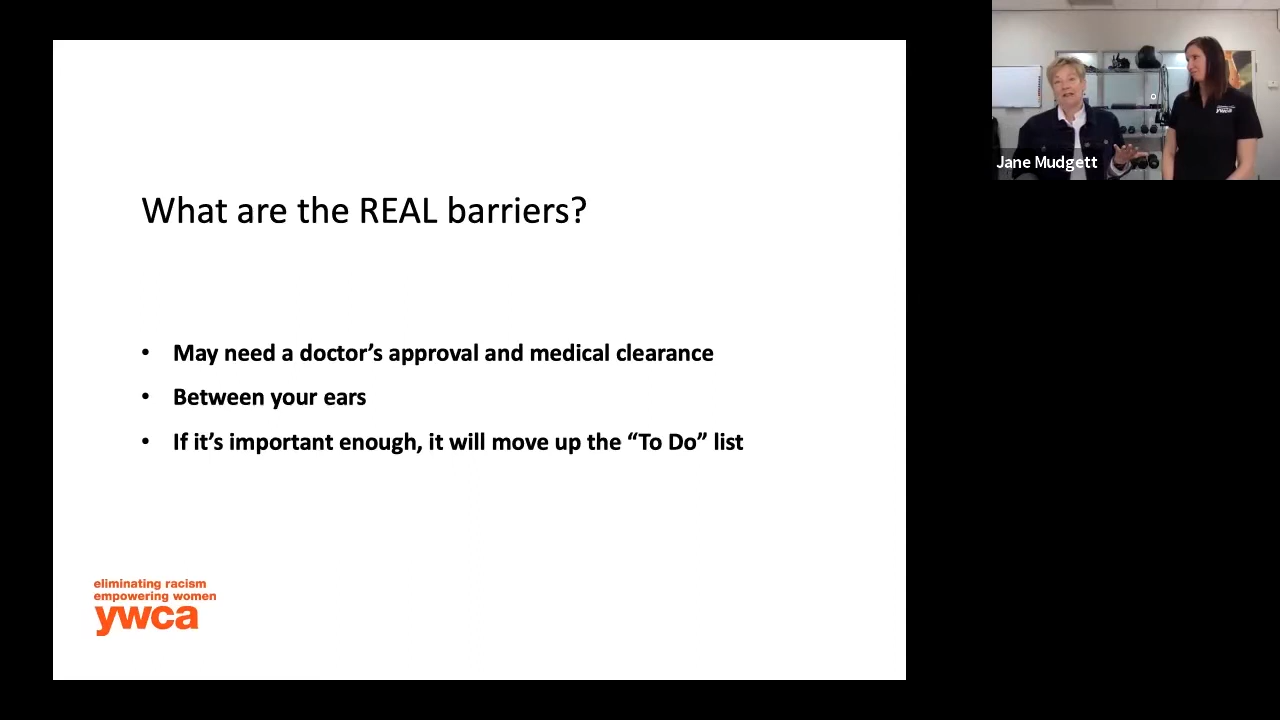 What are the REAL barriers?
• May need a doctor’s approval and medical clearance
• Between your ears
• If it’s important enough, it will move up the “To Do” list
eliminating racism
empowering women
ywca
Jane Mudgett
ywca